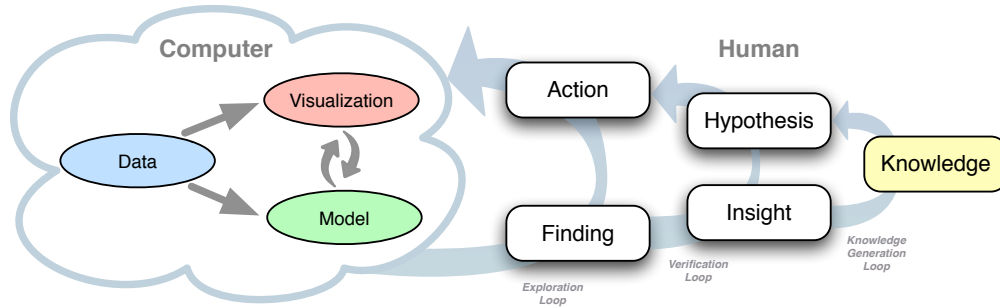 Computer
Human
Visualization
Data
Model
Action
Hypothesis
Knowledge
Finding
Insight
Exploration
Loop
Verification
Loop
Knowledge
Generation
Loop